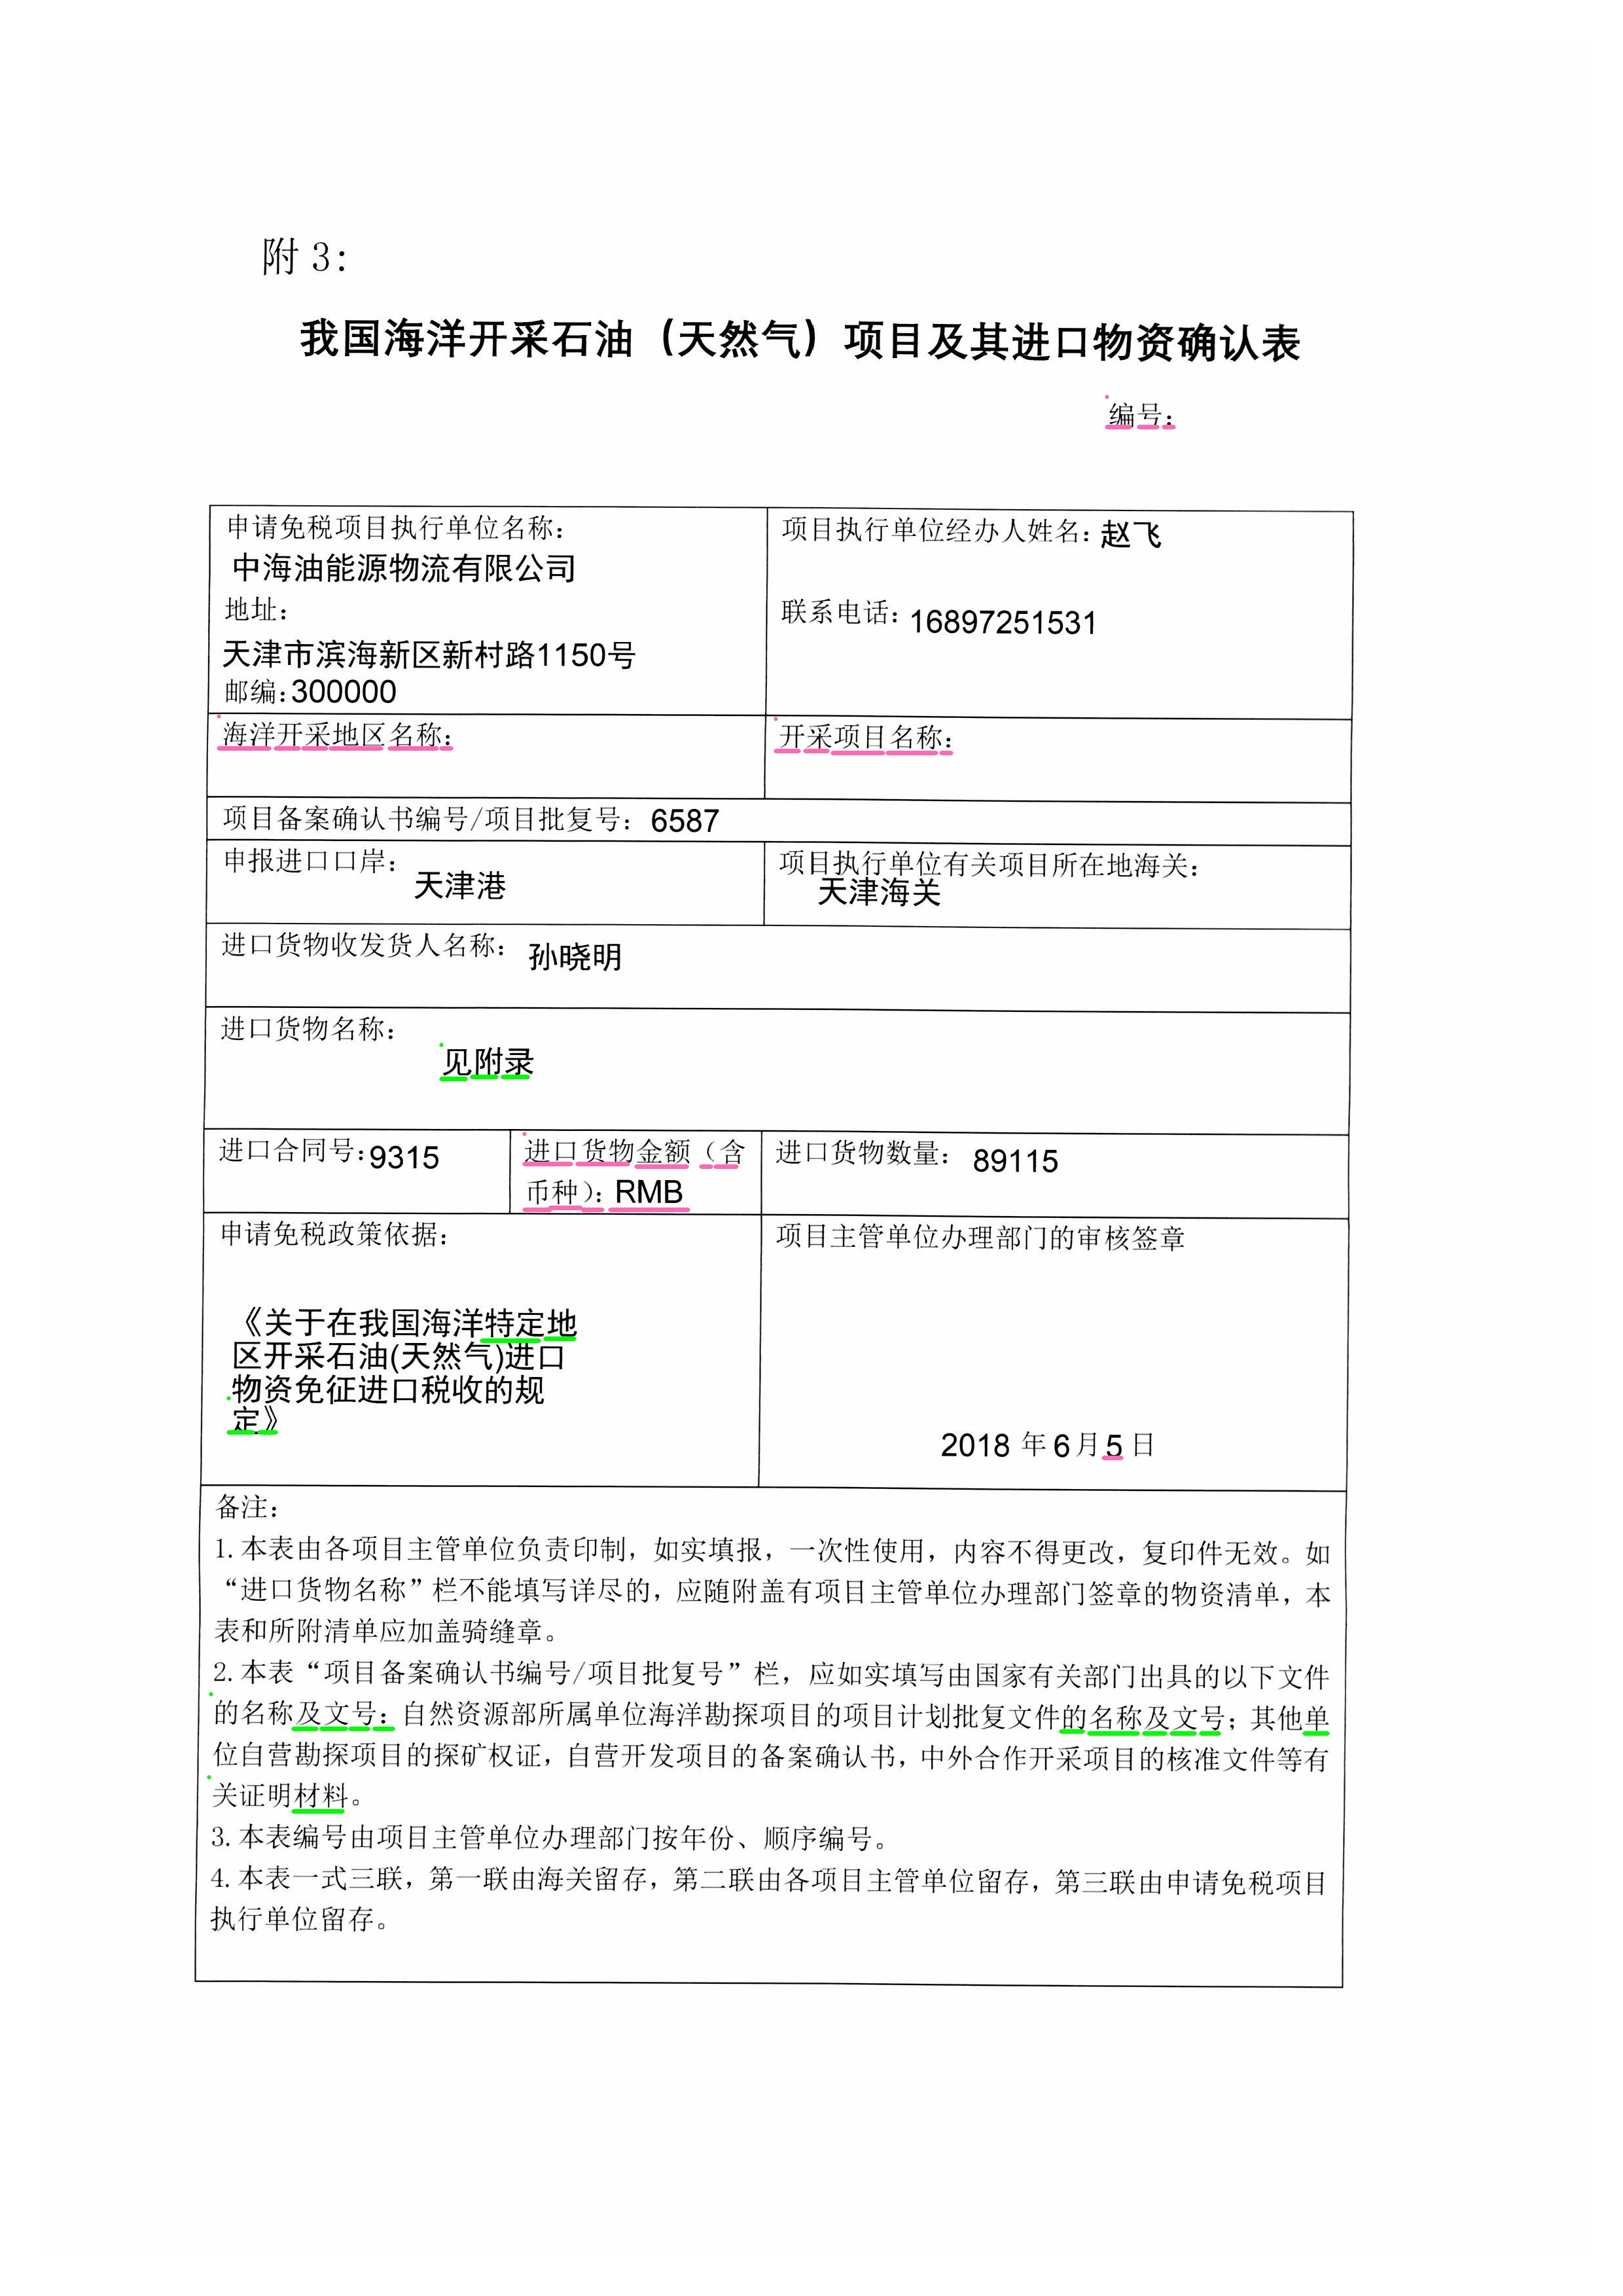 附 3：
我国海洋开采石油（天然气）项目及其进口物资确认表
编号：
申请免税项目执行单位名称：
中海油能源物流有限公司
地址：
天津市滨海新区新村路1150号
邮编：300000
项目执行单位经办人姓名：赵飞
联系电话：16897251531
海洋开采地区名称：
开采项目名称：
项目备案确认书编号/项目批复号：6587
申报进口口岸：天津港
项目执行单位有关项目所在地海关：
天津海关
进口货物收发货人名称：孙晓明
进口货物名称：
见附录
进口合同号：9315
进口货物金额（含
币种）：RMB
进口货物数量：89115
申请免税政策依据：
《关于在我国海洋特定地
区开采石油(天然气)进口
物资免征进口税收的规
定》
项目主管单位办理部门的审核签章
2018 年 6 月 5 日
备注：
1.本表由各项目主管单位负责印制，如实填报，一次性使用，内容不得更改，复印件无效。如
“进口货物名称”栏不能填写详尽的，应随附盖有项目主管单位办理部门签章的物资清单，本
表和所附清单应加盖骑缝章。
2.本表“项目备案确认书编号/项目批复号”栏，应如实填写由国家有关部门出具的以下文件
的名称及文号：自然资源部所属单位海洋勘探项目的项目计划批复文件的名称及文号；其他单
位自营勘探项目的探矿权证，自营开发项目的备案确认书，中外合作开采项目的核准文件等有
关证明材料。
3.本表编号由项目主管单位办理部门按年份、顺序编号。
4.本表一式三联，第一联由海关留存，第二联由各项目主管单位留存，第三联由申请免税项目
执行单位留存。